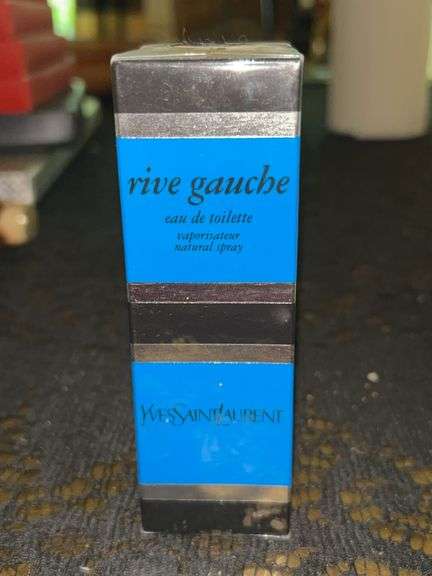 rive gauche
eau de toilette
vaporisateur
natural spray
YVESSAINTLAURENT